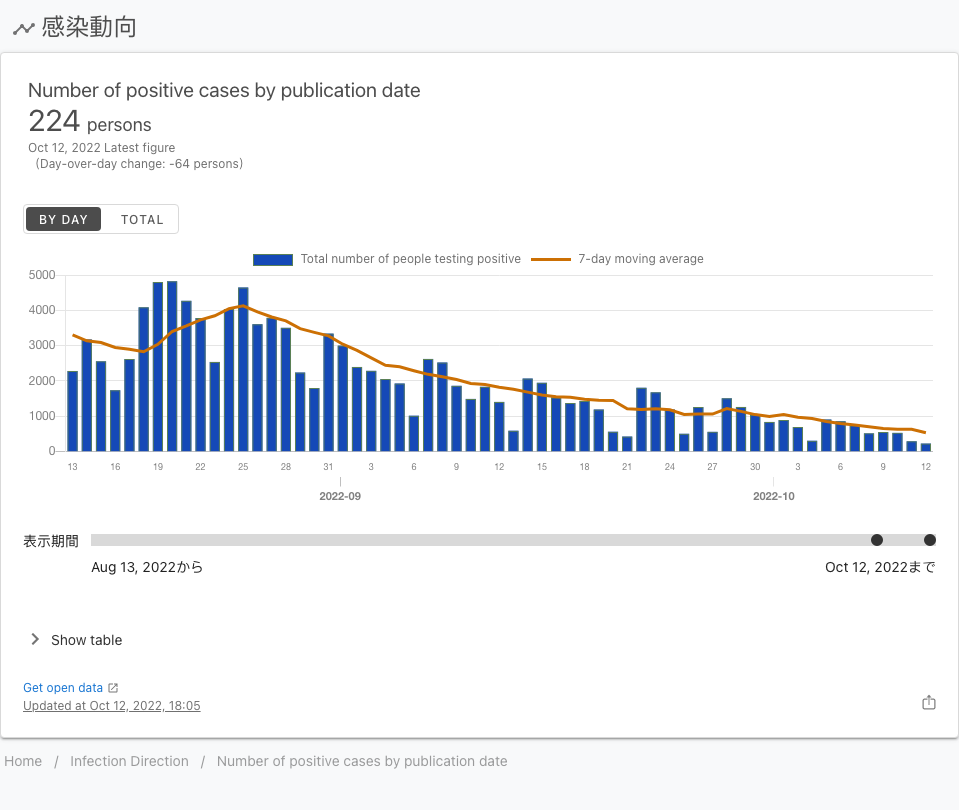 感染動向
Number of positive cases by publication date
224 persons
Oct 12, 2022 Latest figure
(Day-over-day change: -64 persons)
BY DAY TOTAL
Total number of people testing positive 7-day moving average
5000
4000
3000
2000
1000
0
13 16 19 22 25 28 31 3 6 9 12 15 18 21 24 27 30 3 6 9 12
2022-09 2022-10
表示期間
Aug 13, 2022から Oct 12, 2022まで
Show table
Get open data
Updated at Oct 12, 2022, 18:05
Home / Infection Direction / Number of positive cases by publication date